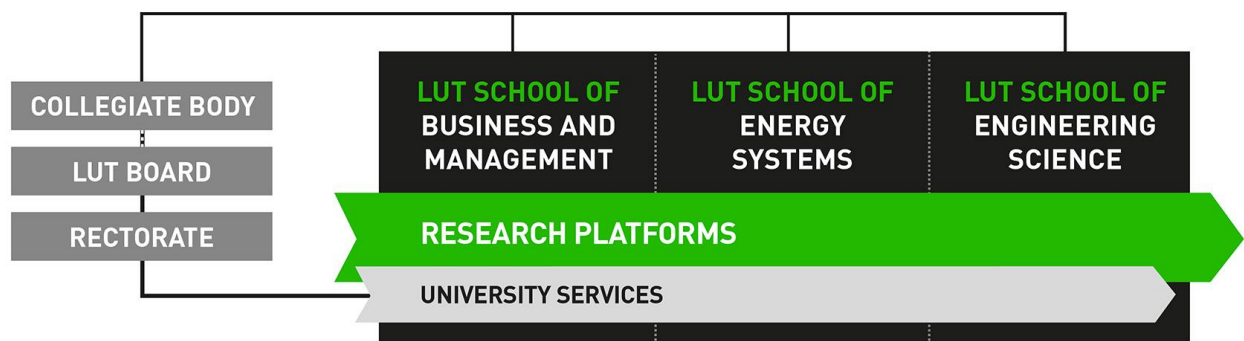 COLLEGIATE BODY
LUT BOARD
RECTORATE
LUT SCHOOL OF
BUSINESS AND
MANAGEMENT
LUT SCHOOL OF
ENERGY
SYSTEMS
LUT SCHOOL OF
ENGINEERING
SCIENCE
RESEARCH PLATFORMS
UNIVERSITY SERVICES